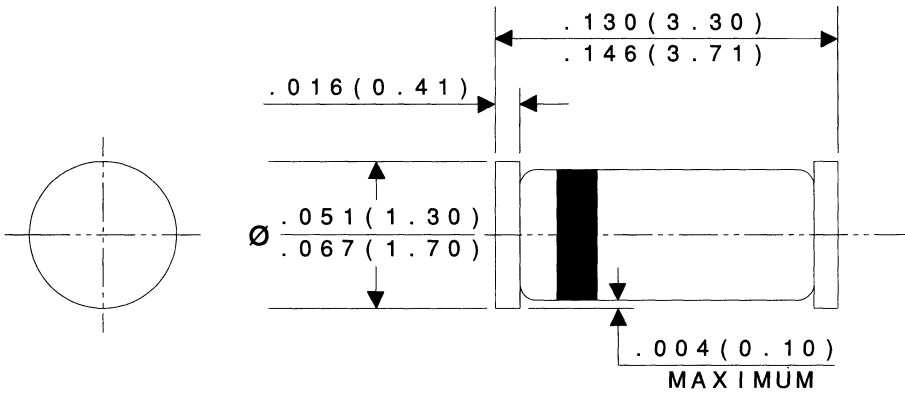 .130(3.30)
.146(3.71)
.016(0.41)
Ø .051(1.30)
.067(1.70)
.004(0.10)
MAXIMUM